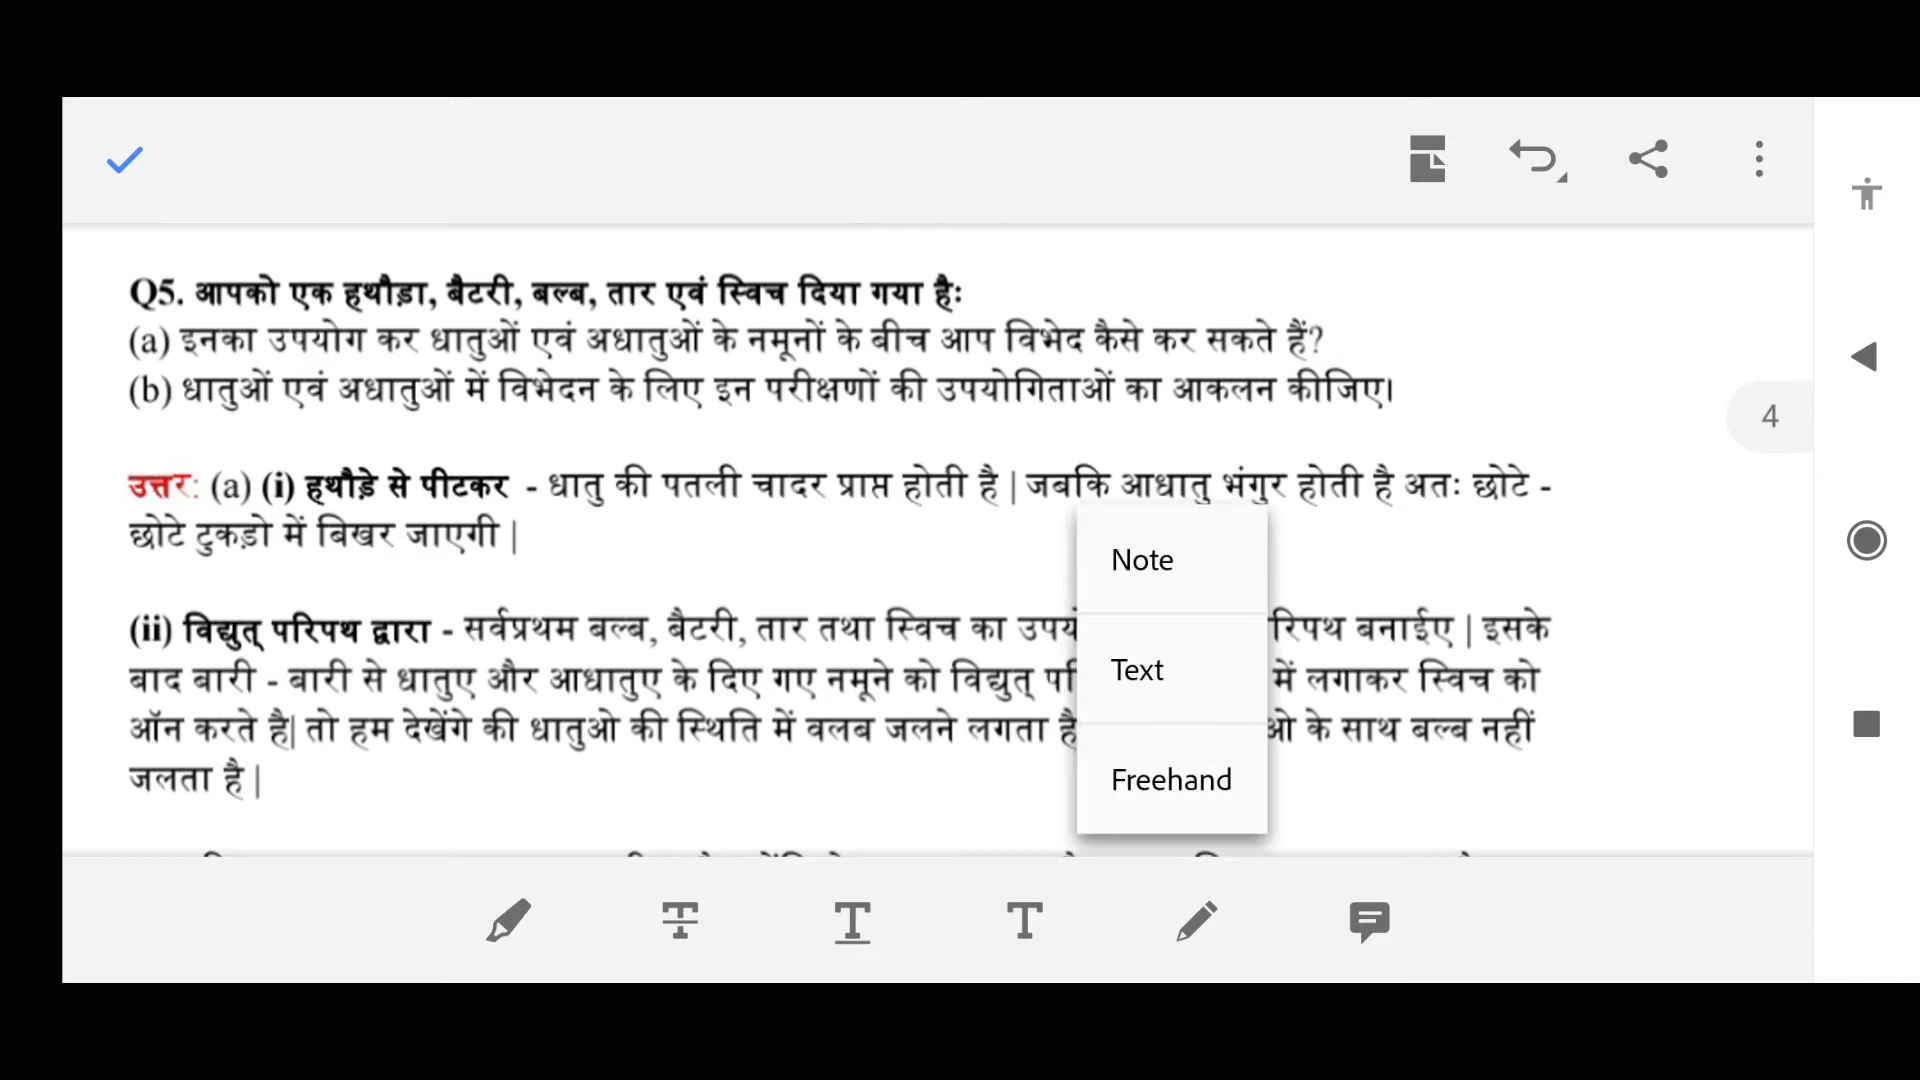 Q5. आपको एक हथौड़ा, बैटरी, बल्ब, तार एवं स्विच दिया गया है:
(a) इनका उपयोग कर धातुओं एवं अधातुओं के नमूनों के बीच आप विभेद कैसे कर सकते हैं?
(b) धातुओं एवं अधातुओं में विभेदन के लिए इन परीक्षणों की उपयोगिताओं का आकलन कीजिए।
4
उत्तर: (a) (i) हथौड़े से पीटकर - धातु की पतली चादर प्राप्त होती है | जबकि आधातु भंगुर होती है अतः छोटे -
छोटे टुकड़ो में बिखर जाएगी |
Note
(ii) विद्युत् परिपथ द्वारा - सर्वप्रथम बल्ब, बैटरी, तार तथा स्विच का उपय रिपथ बनाईए | इसके
Text
बाद बारी - बारी से धातुए और आधातुए के दिए गए नमूने को विद्युत् परि में लगाकर स्विच को
ऑन करते है| तो हम देखेंगे की धातुओ की स्थिति में वलब जलने लगता है ओ के साथ बल्ब नहीं
जलता है |
Freehand